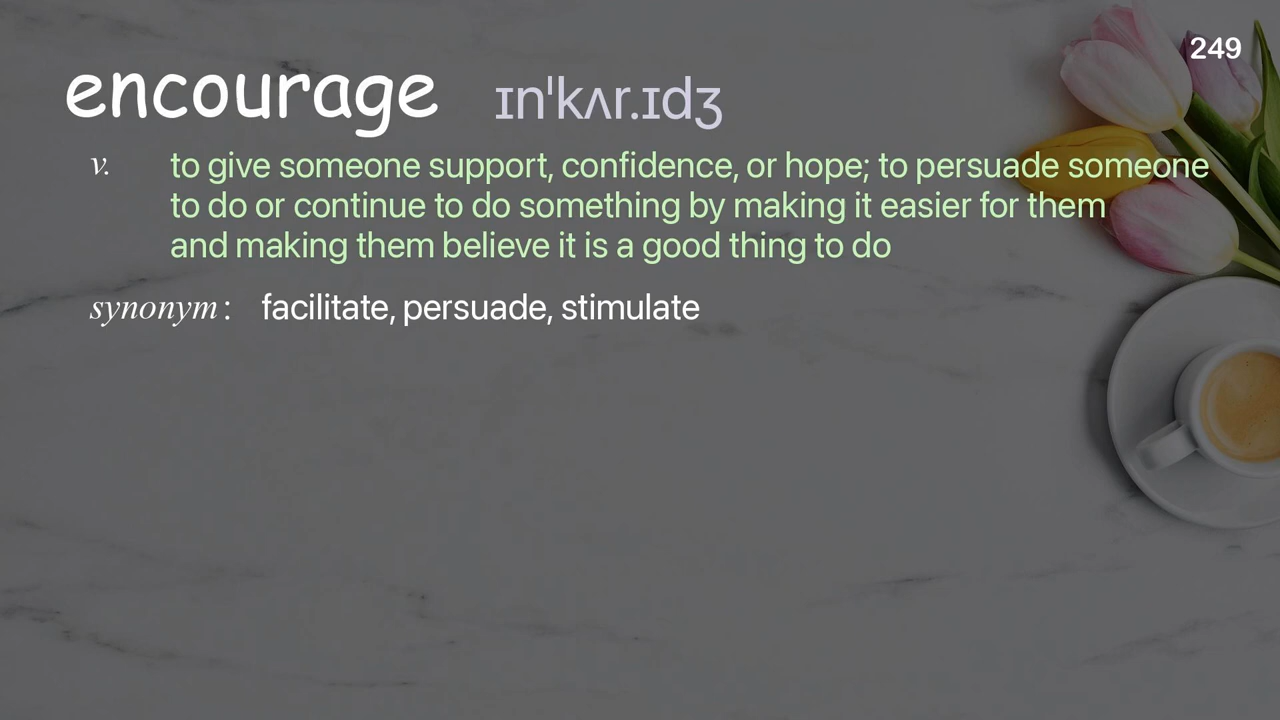 249
encourage ɪnˈkʌr.ɪdʒ
v. to give someone support, confidence, or hope; to persuade someone
to do or continue to do something by making it easier for them
and making them believe it is a good thing to do
synonym: facilitate, persuade, stimulate